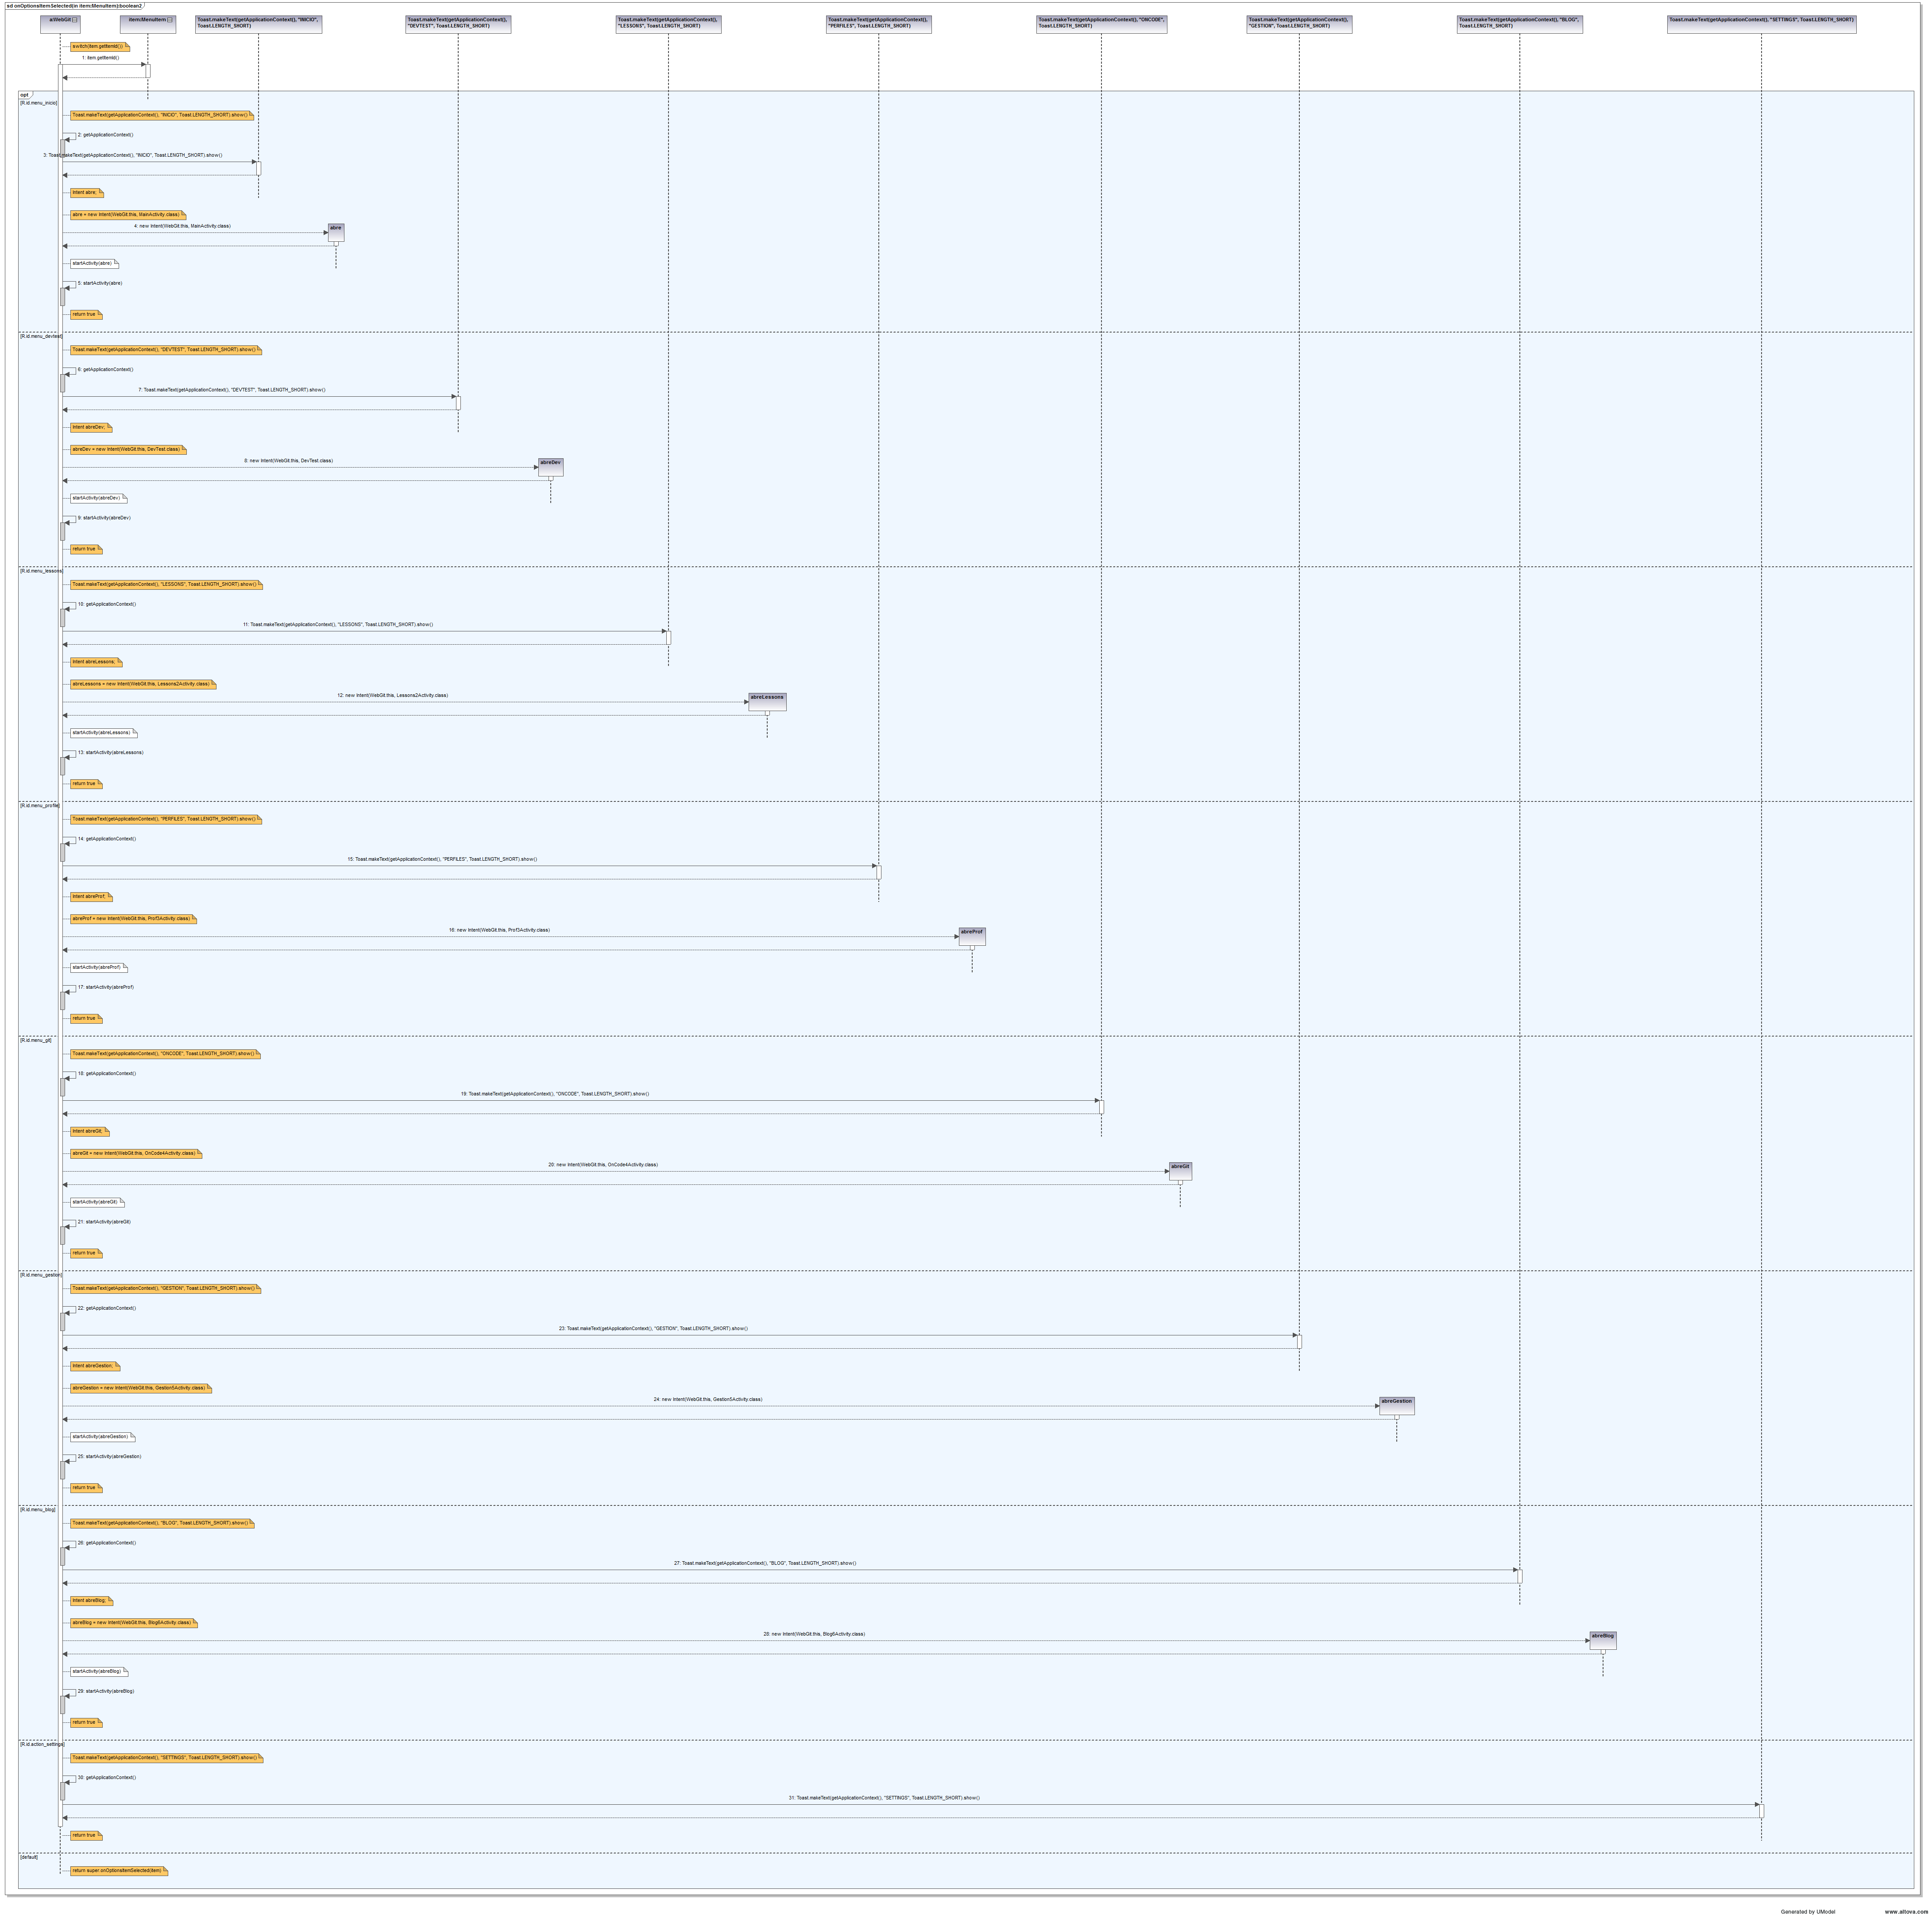 sd onOptionsItemSelected(in item:MenuItem):boolean2
a:WebGit
item:MenuItem
Toast.makeText(getApplicationContext(), "INICIO",
Toast.LENGTH_SHORT)
Toast.makeText(getApplicationContext(),
"DEVTEST", Toast.LENGTH_SHORT)
Toast.makeText(getApplicationContext(),
"LESSONS", Toast.LENGTH_SHORT)
Toast.makeText(getApplicationContext(),
"PERFILES", Toast.LENGTH_SHORT)
Toast.makeText(getApplicationContext(), "ONCODE",
Toast.LENGTH_SHORT)
Toast.makeText(getApplicationContext(),
"GESTION", Toast.LENGTH_SHORT)
Toast.makeText(getApplicationContext(), "BLOG",
Toast.LENGTH_SHORT)
Toast.makeText(getApplicationContext(), "SETTINGS", Toast.LENGTH_SHORT)
switch(item.getItemId())
1: item.getItemId()
opt
[R.id.menu_inicio]
Toast.makeText(getApplicationContext(), "INICIO", Toast.LENGTH_SHORT).show()
2: getApplicationContext()
3: Toast.makeText(getApplicationContext(), "INICIO", Toast.LENGTH_SHORT).show()
Intent abre;
abre = new Intent(WebGit.this, MainActivity.class)
4: new Intent(WebGit.this, MainActivity.class)
abre
startActivity(abre)
5: startActivity(abre)
return true
[R.id.menu_devtest]
Toast.makeText(getApplicationContext(), "DEVTEST", Toast.LENGTH_SHORT).show()
6: getApplicationContext()
7: Toast.makeText(getApplicationContext(), "DEVTEST", Toast.LENGTH_SHORT).show()
Intent abreDev;
abreDev = new Intent(WebGit.this, DevTest.class)
8: new Intent(WebGit.this, DevTest.class)
abreDev
startActivity(abreDev)
9: startActivity(abreDev)
return true
[R.id.menu_lessons]
Toast.makeText(getApplicationContext(), "LESSONS", Toast.LENGTH_SHORT).show()
10: getApplicationContext()
11: Toast.makeText(getApplicationContext(), "LESSONS", Toast.LENGTH_SHORT).show()
Intent abreLessons;
abreLessons = new Intent(WebGit.this, Lessons2Activity.class)
12: new Intent(WebGit.this, Lessons2Activity.class)
abreLessons
startActivity(abreLessons)
13: startActivity(abreLessons)
return true
[R.id.menu_profile]
Toast.makeText(getApplicationContext(), "PERFILES", Toast.LENGTH_SHORT).show()
14: getApplicationContext()
15: Toast.makeText(getApplicationContext(), "PERFILES", Toast.LENGTH_SHORT).show()
Intent abreProf;
abreProf = new Intent(WebGit.this, Prof3Activity.class)
16: new Intent(WebGit.this, Prof3Activity.class)
abreProf
startActivity(abreProf)
17: startActivity(abreProf)
return true
[R.id.menu_git]
Toast.makeText(getApplicationContext(), "ONCODE", Toast.LENGTH_SHORT).show()
18: getApplicationContext()
19: Toast.makeText(getApplicationContext(), "ONCODE", Toast.LENGTH_SHORT).show()
Intent abreGit;
abreGit = new Intent(WebGit.this, OnCode4Activity.class)
20: new Intent(WebGit.this, OnCode4Activity.class)
abreGit
startActivity(abreGit)
21: startActivity(abreGit)
return true
[R.id.menu_gestion]
Toast.makeText(getApplicationContext(), "GESTION", Toast.LENGTH_SHORT).show()
22: getApplicationContext()
23: Toast.makeText(getApplicationContext(), "GESTION", Toast.LENGTH_SHORT).show()
Intent abreGestion;
abreGestion = new Intent(WebGit.this, Gestion5Activity.class)
24: new Intent(WebGit.this, Gestion5Activity.class)
abreGestion
startActivity(abreGestion)
25: startActivity(abreGestion)
return true
[R.id.menu_blog]
Toast.makeText(getApplicationContext(), "BLOG", Toast.LENGTH_SHORT).show()
26: getApplicationContext()
27: Toast.makeText(getApplicationContext(), "BLOG", Toast.LENGTH_SHORT).show()
Intent abreBlog;
abreBlog = new Intent(WebGit.this, Blog6Activity.class)
28: new Intent(WebGit.this, Blog6Activity.class)
abreBlog
startActivity(abreBlog)
29: startActivity(abreBlog)
return true
[R.id.action_settings]
Toast.makeText(getApplicationContext(), "SETTINGS", Toast.LENGTH_SHORT).show()
30: getApplicationContext()
31: Toast.makeText(getApplicationContext(), "SETTINGS", Toast.LENGTH_SHORT).show()
return true
[default]
return super.onOptionsItemSelected(item)
Generated by UModel
www.altova.com